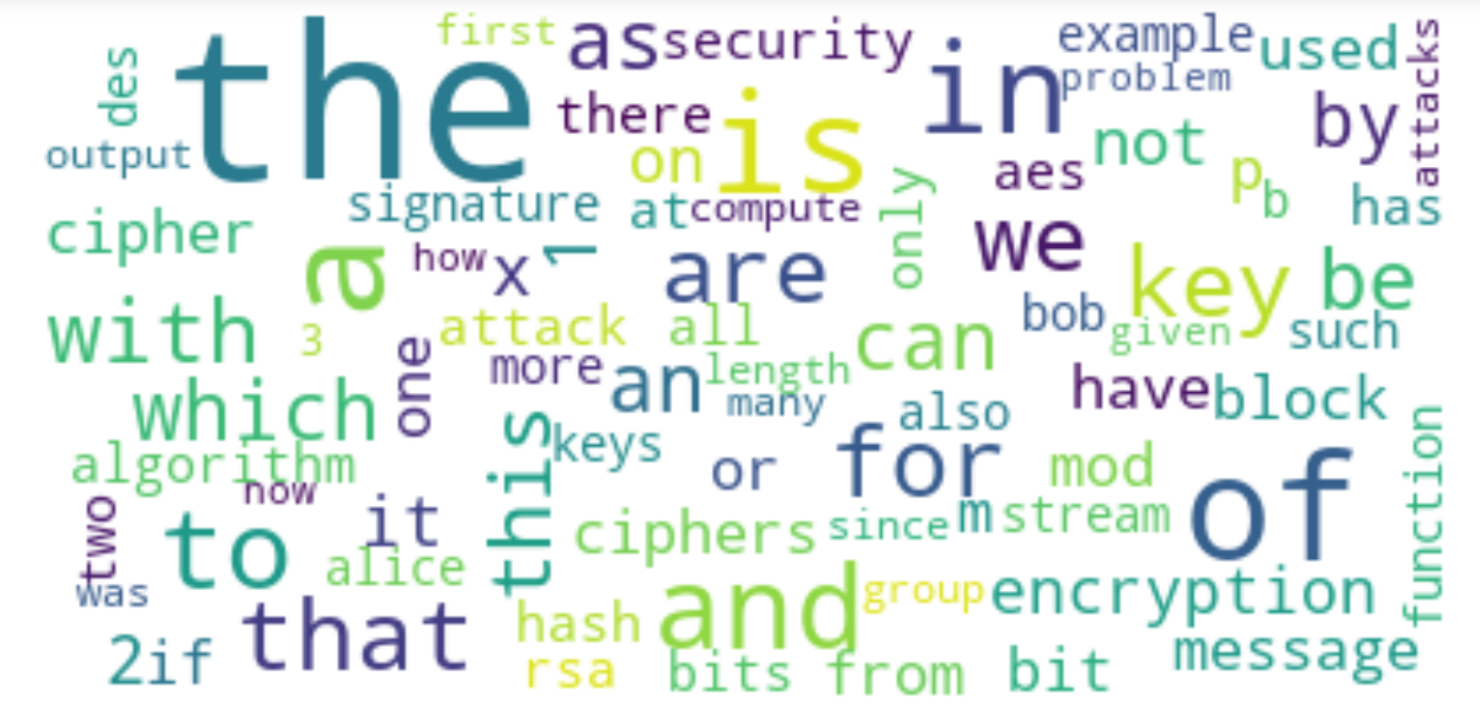 first
as
security
example
used
attacks
des
the
in
problem
there
is
by
output
on
not
aes
p
b
signature
at
compute
only
has
cipher
a
how
x
1
are
we
key
be
with
3
attack
all
can
bob
given
such
one
more
an
length
many
have
block
which
also
keys
algorithm
this
or
for
mod
of
function
now
two
to
it
ciphers
since
m
stream
was
alice
that
hash
and
group
encryption
2
if
rsa
bits
from
bit
message